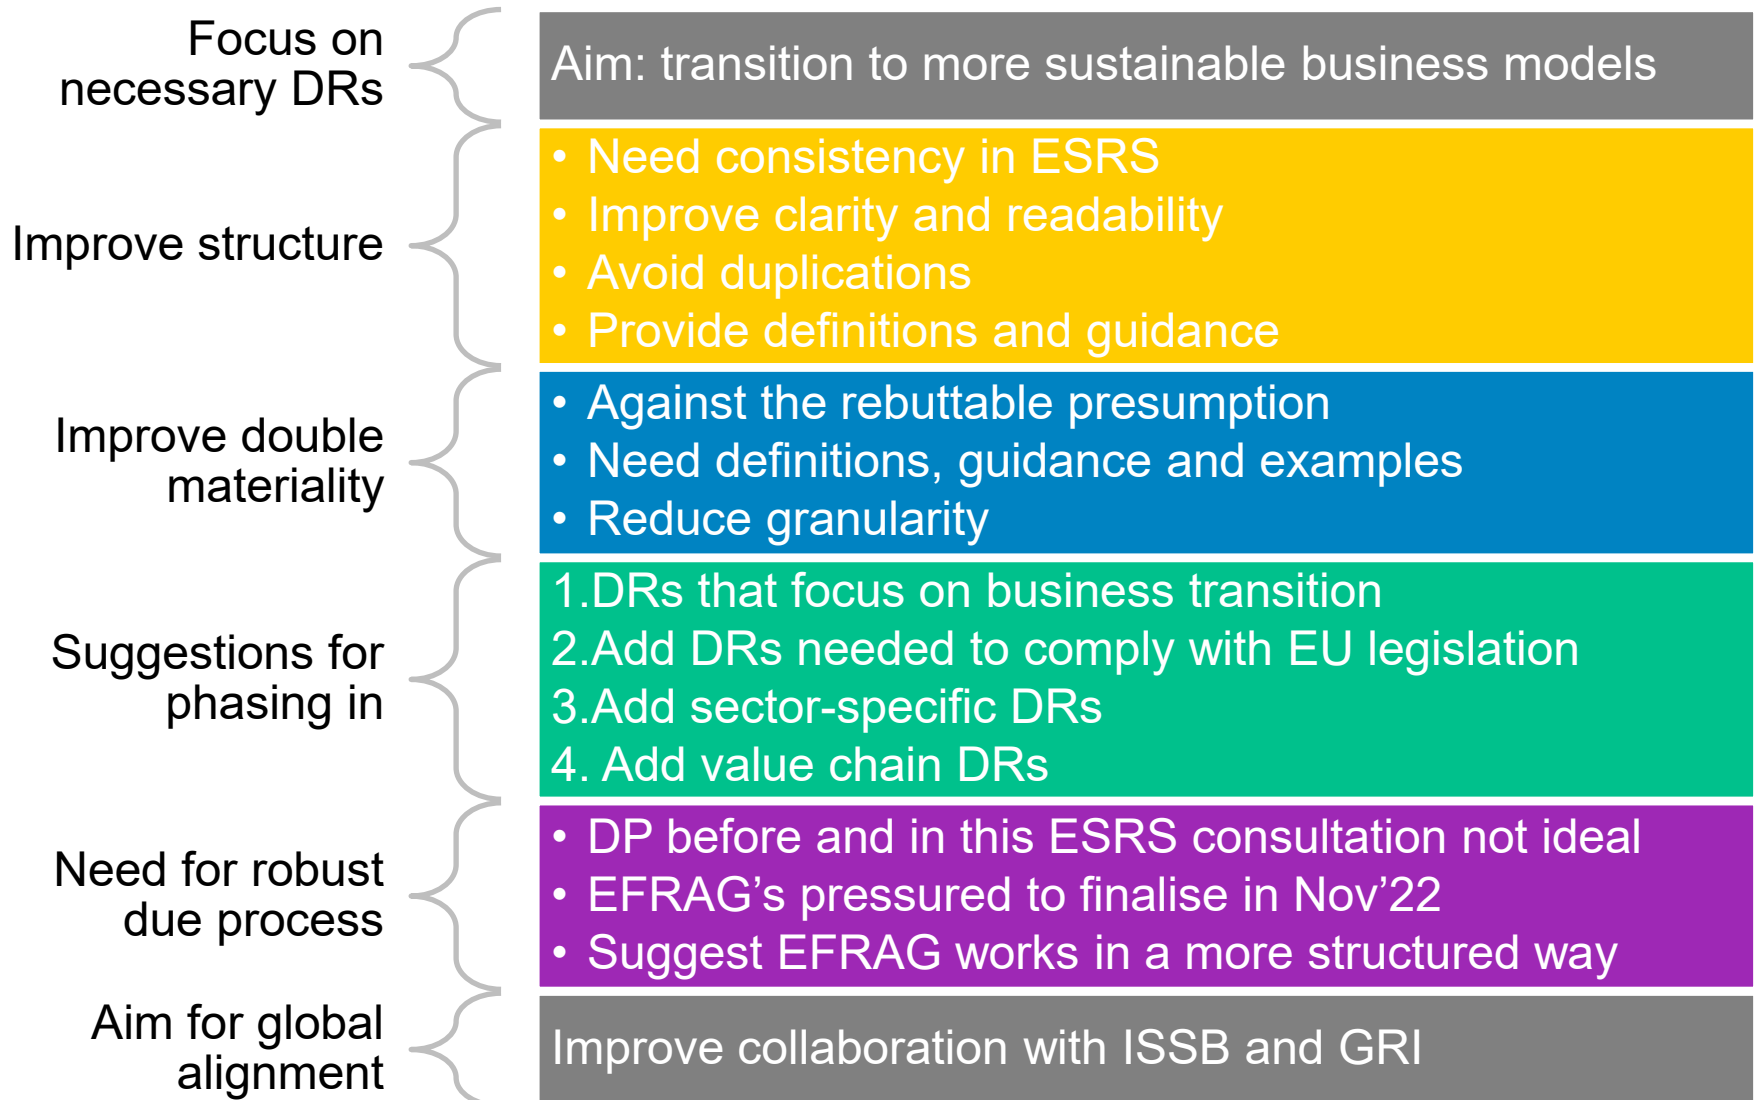 Focus on
necessary DRs
Aim: transition to more sustainable business models
Improve structure
• Need consistency in ESRS
• Improve clarity and readability
• Avoid duplications
• Provide definitions and guidance
Improve double
materiality
• Against the rebuttable presumption
• Need definitions, guidance and examples
• Reduce granularity
Suggestions for
phasing in
1.DRs that focus on business transition
2.Add DRs needed to comply with EU legislation
3.Add sector-specific DRs
4. Add value chain DRs
Need for robust
due process
• DP before and in this ESRS consultation not ideal
• EFRAG’s pressured to finalise in Nov’22
• Suggest EFRAG works in a more structured way
Aim for global
alignment
Improve collaboration with ISSB and GRI